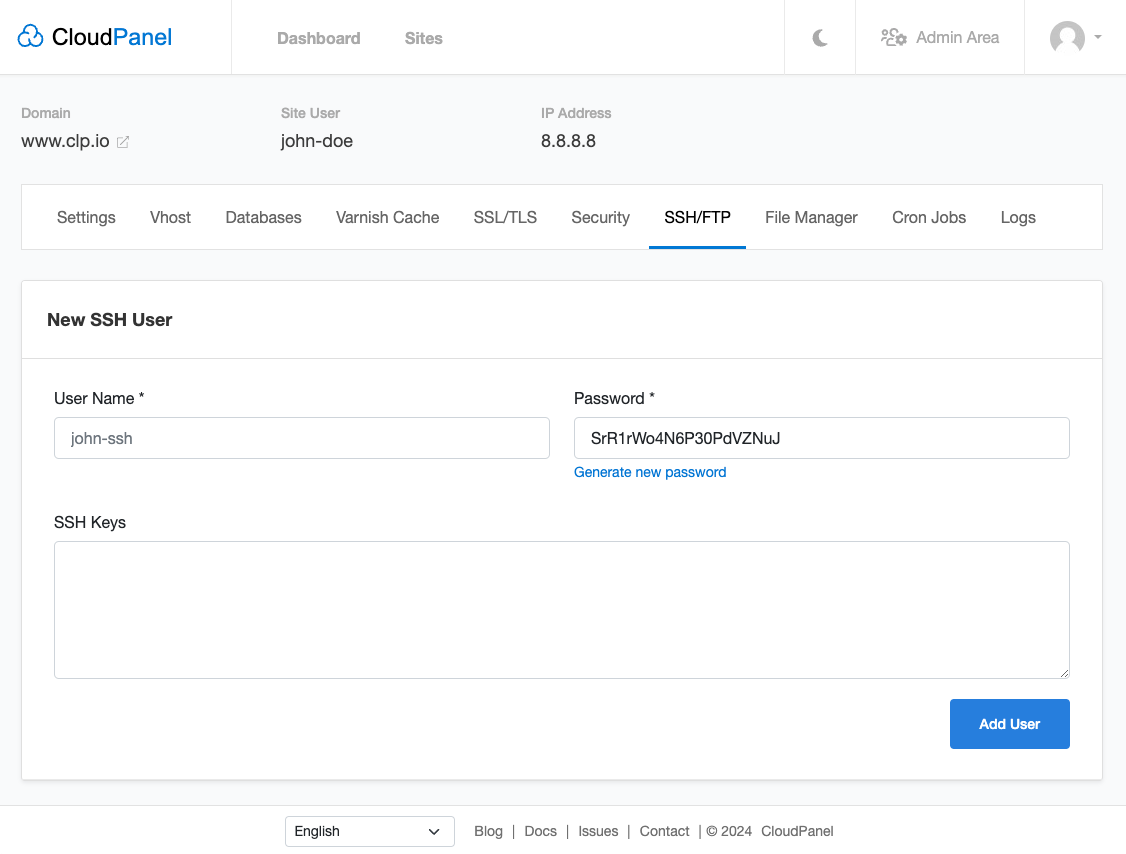 CloudPanel
Dashboard Sites Admin Area
Domain Site User IP Address
www.clp.io john-doe 8.8.8.8
Settings Vhost Databases Varnish Cache SSL/TLS Security SSH/FTP File Manager Cron Jobs Logs
New SSH User
User Name * Password *
john-ssh SrR1rWo4N6P30PdVZNuJ
Generate new password
SSH Keys
Add User
English Blog | Docs | Issues | Contact | © 2024 CloudPanel